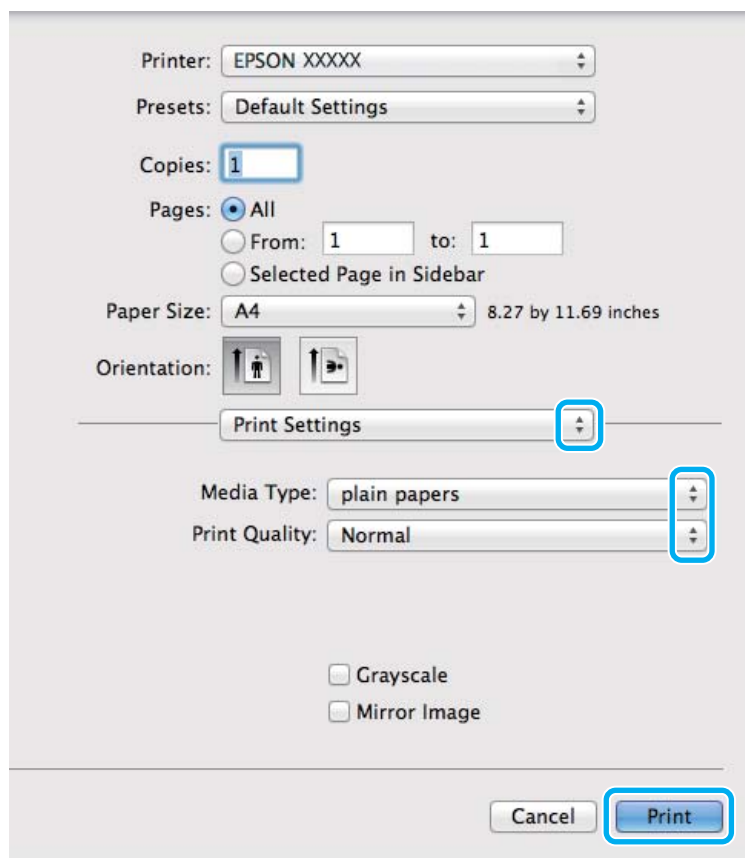 Printer: EPSON XXXXX
Presets: Default Settings
Copies: 1
Pages: All
From: 1 to: 1
Selected Page in Sidebar
Paper Size: A4 8.27 by 11.69 inches
Orientation:
Print Settings
Media Type: plain papers
Print Quality: Normal
Grayscale
Mirror Image
Cancel Print